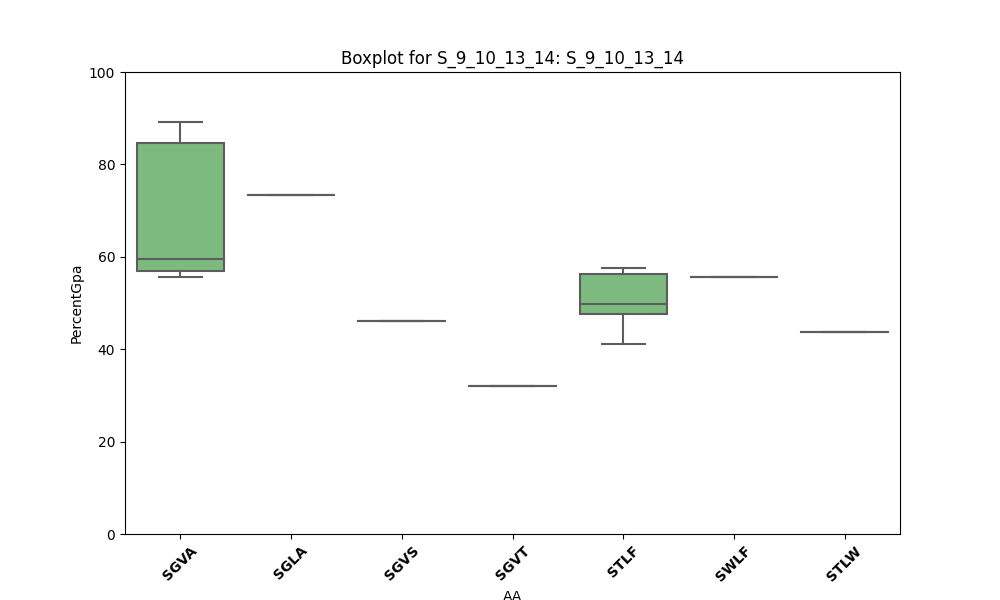 Boxplot for S_9_10_13_14: S_9_10_13_14
100
80
60
40
20
0
PercentGpa
SGVA
SGLA
SGVS
SGVT
STLF
SWLF
STLW
AA